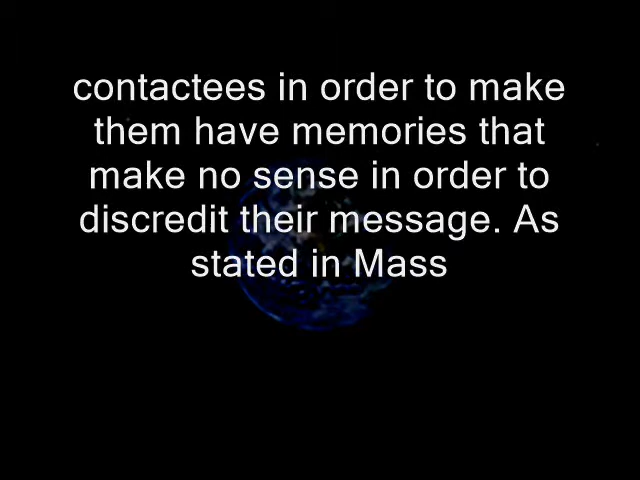 contactees in order to make
them have memories that
make no sense in order to
discredit their message. As
stated in Mass